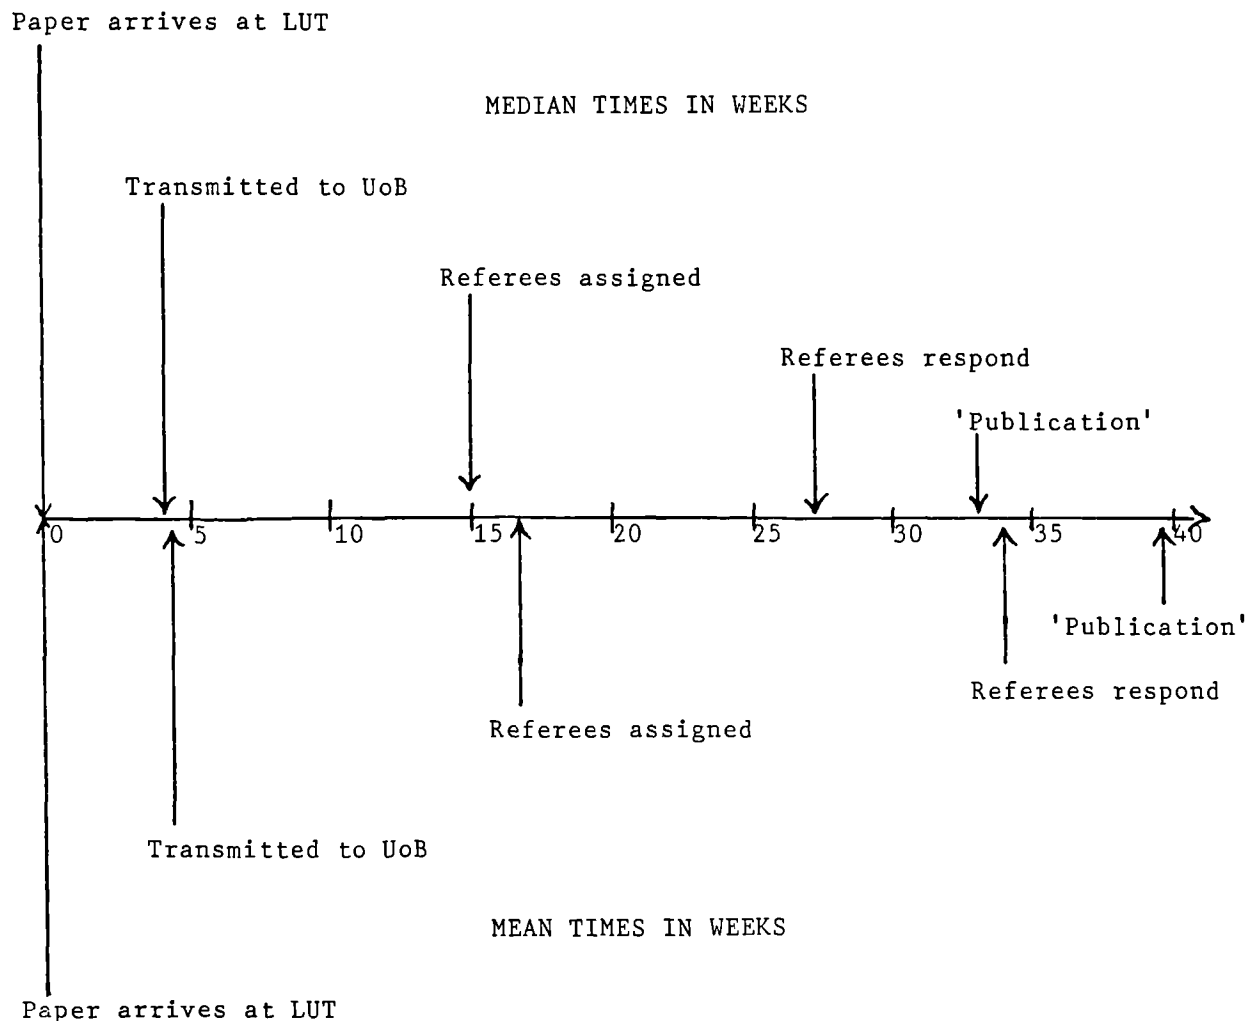 Paper arrives at LUT
MEDIAN TIMES IN WEEKS
Transmitted to UoB
Referees assigned
Referees respond
'Publication'
0 5 10 15 20 25 30 35 40
'Publication'
Referees respond
Referees assigned
Transmitted to UoB
MEAN TIMES IN WEEKS
Paper arrives at LUT